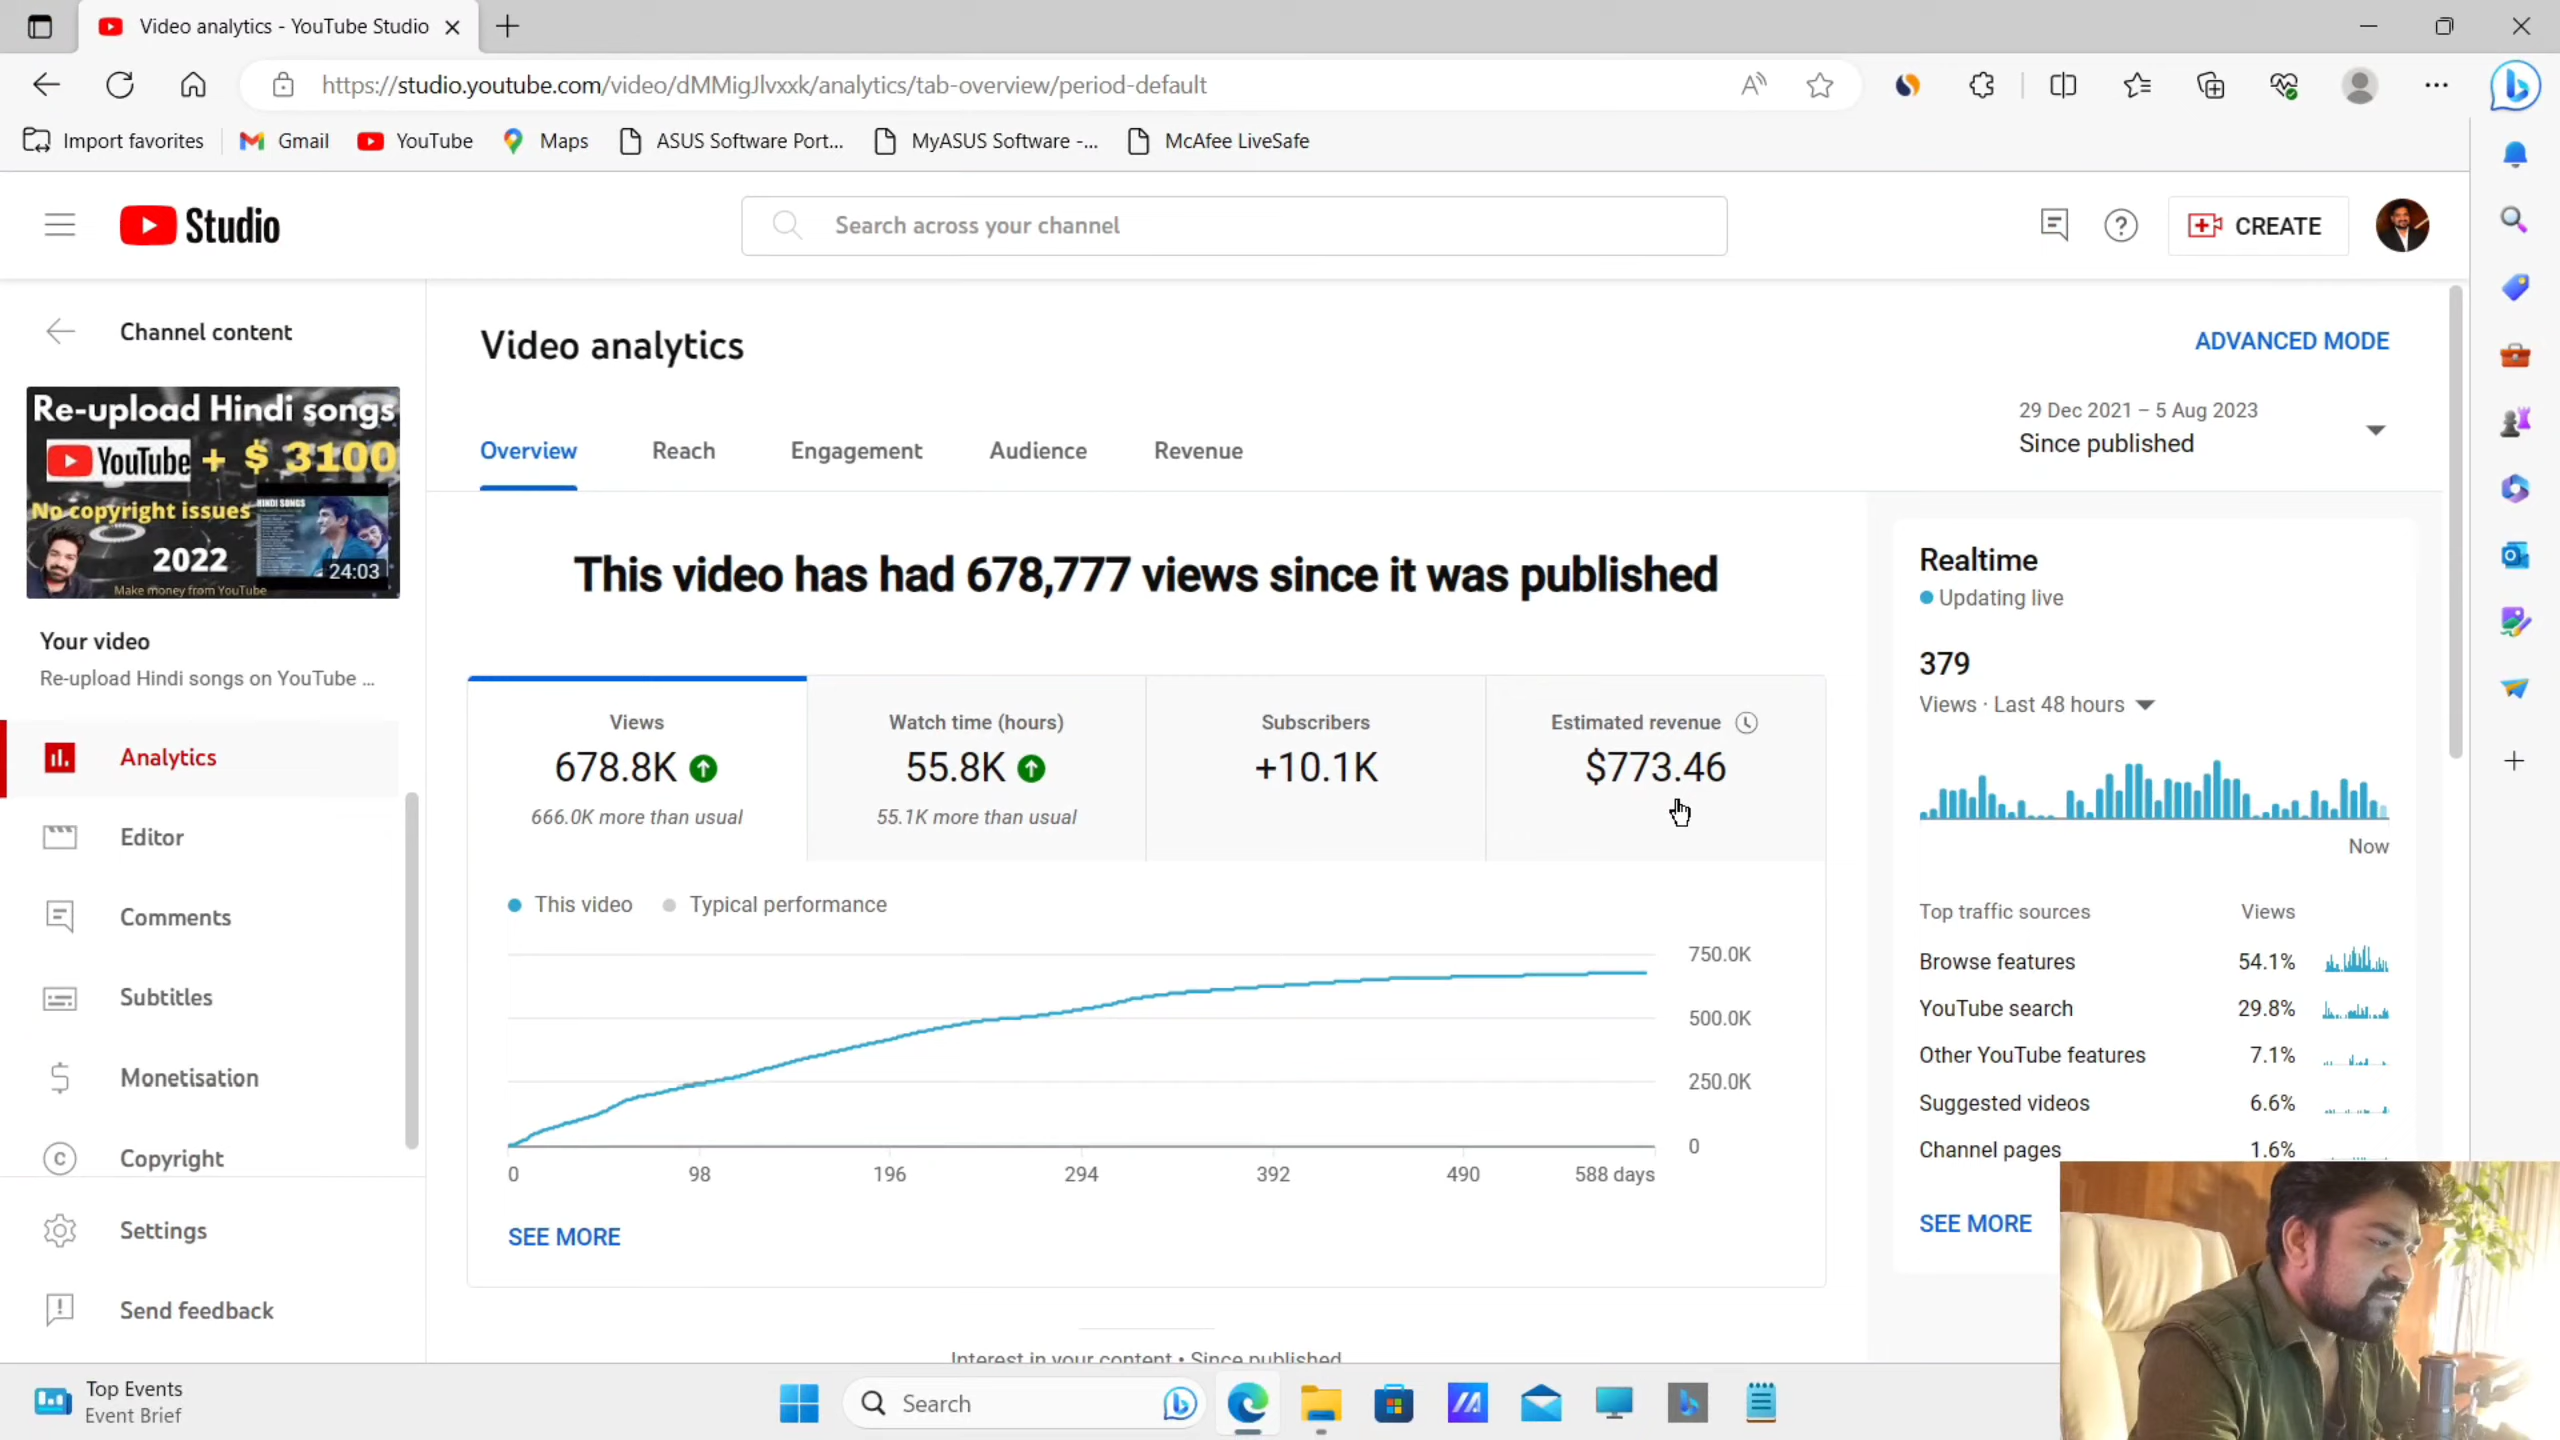 Video analytics - YouTube Studio
https://studio.youtube.com/video/dMMigJlvxxk/analytics/tab-overview/period-default
Import favorites
Gmail
YouTube
Maps
ASUS Software Port...
MyASUS Software -...
McAfee LiveSafe
Studio
Search across your channel
CREATE
Channel content
Re-upload Hindi songs
YouTube + $ 3100
No copyright issues
HINDI SONGS
2022
24:03
Make money from YouTube
Your video
Re-upload Hindi songs on YouTube ...
Analytics
Editor
Comments
Subtitles
Monetisation
Copyright
Settings
Send feedback
Video analytics
ADVANCED MODE
29 Dec 2021 – 5 Aug 2023
Since published
Overview
Reach
Engagement
Audience
Revenue
This video has had 678,777 views since it was published
Views
678.8K
666.0K more than usual
Watch time (hours)
55.8K
55.1K more than usual
Subscribers
+10.1K
Estimated revenue
$773.46
This video
Typical performance
750.0K
500.0K
250.0K
0
0
98
196
294
392
490
588 days
SEE MORE
Interest in your content • Since published
Realtime
Updating live
379
Views · Last 48 hours
Now
Top traffic sources
Views
Browse features 54.1%
YouTube search 29.8%
Other YouTube features 7.1%
Suggested videos 6.6%
Channel pages 1.6%
SEE MORE
Top Events
Event Brief
Search